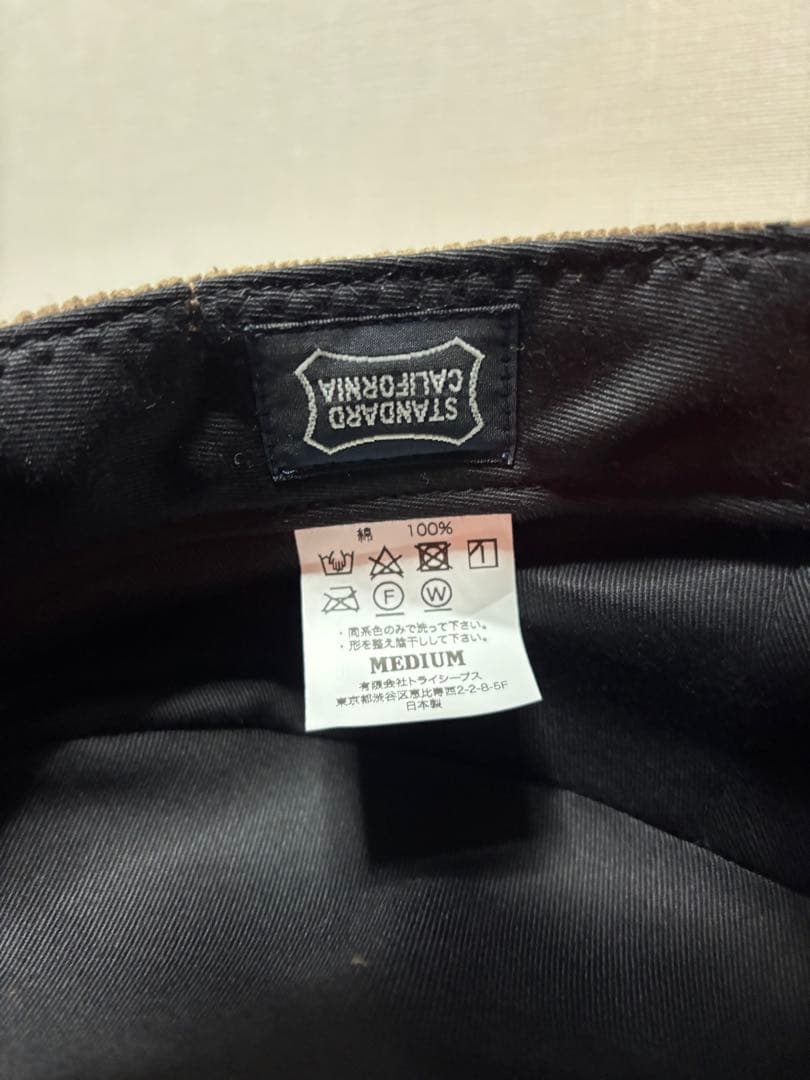 STANDARD
CALIFORNIA
綿 100%
F W
・同系色のみで洗って下さい。
・形を整え陰干しして下さい。
MEDIUM
有限会社トライシープス
東京都渋谷区恵比寿西2-2-8-5F
日本製